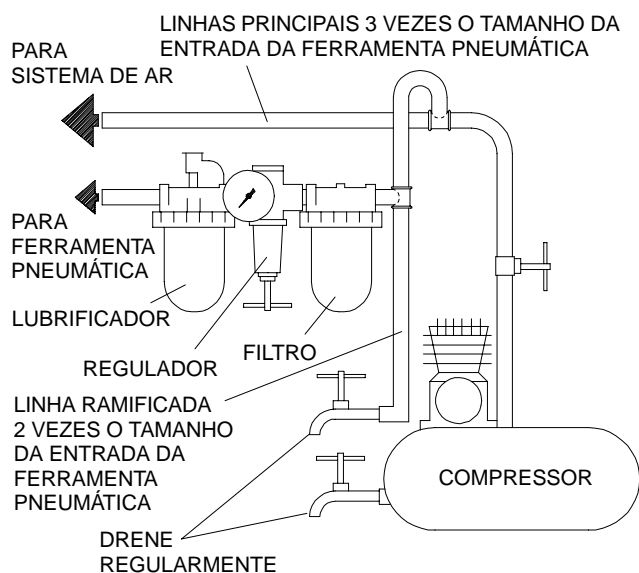 LINHAS PRINCIPAIS 3 VEZES O TAMANHO DA
ENTRADA DA FERRAMENTA PNEUMÁTICA
PARA
SISTEMA DE AR
PARA
FERRAMENTA
PNEUMÁTICA
LUBRIFICADOR
REGULADOR
FILTRO
LINHA RAMIFICADA
2 VEZES O TAMANHO
DA ENTRADA DA
FERRAMENTA
PNEUMÁTICA
COMPRESSOR
DRENE
REGULARMENTE